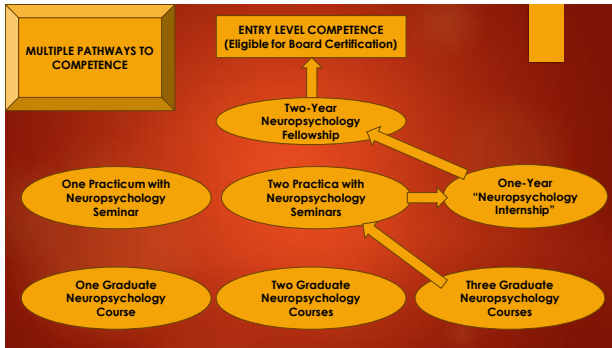 MULTIPLE PATHWAYS TO
COMPETENCE
ENTRY LEVEL COMPETENCE
(Eligible for Board Certification)
Two-Year
Neuropsychology
Fellowship
One Practicum with
Neuropsychology
Seminar
Two Practica with
Neuropsychology
Seminars
One-Year
“Neuropsychology
Internship”
One Graduate
Neuropsychology
Course
Two Graduate
Neuropsychology
Courses
Three Graduate
Neuropsychology
Courses